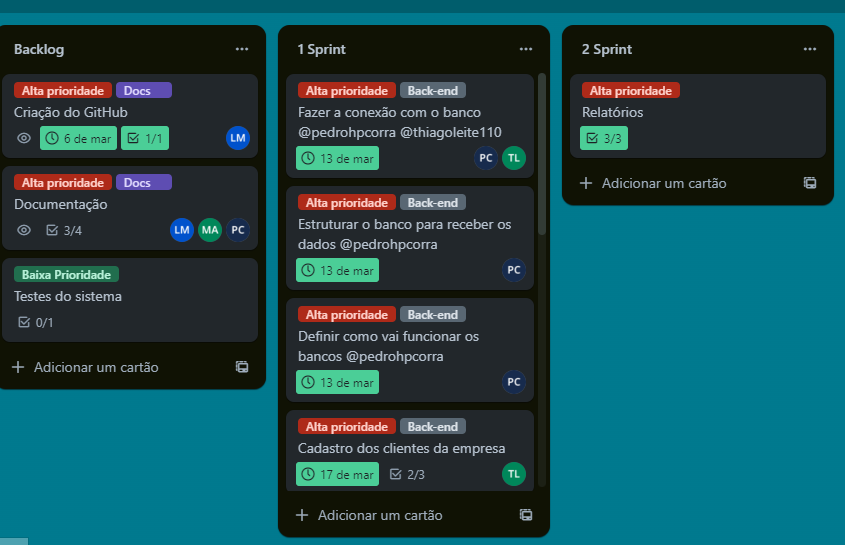 Backlog
Alta prioridade Docs
Criação do GitHub
6 de mar 1/1 LM
Alta prioridade Docs
Documentação
3/4 LM MA PC
Baixa Prioridade
Testes do sistema
0/1
+ Adicionar um cartão
1 Sprint
Alta prioridade Back-end
Fazer a conexão com o banco
@pedrohpcorra @thiagoleite110
13 de mar PC TL
Alta prioridade Back-end
Estruturar o banco para receber os
dados @pedrohpcorra
13 de mar PC
Alta prioridade Back-end
Definir como vai funcionar os
bancos @pedrohpcorra
13 de mar PC
Alta prioridade Back-end
Cadastro dos clientes da empresa
17 de mar 2/3 TL
+ Adicionar um cartão
2 Sprint
Alta prioridade
Relatórios
3/3
+ Adicionar um cartão